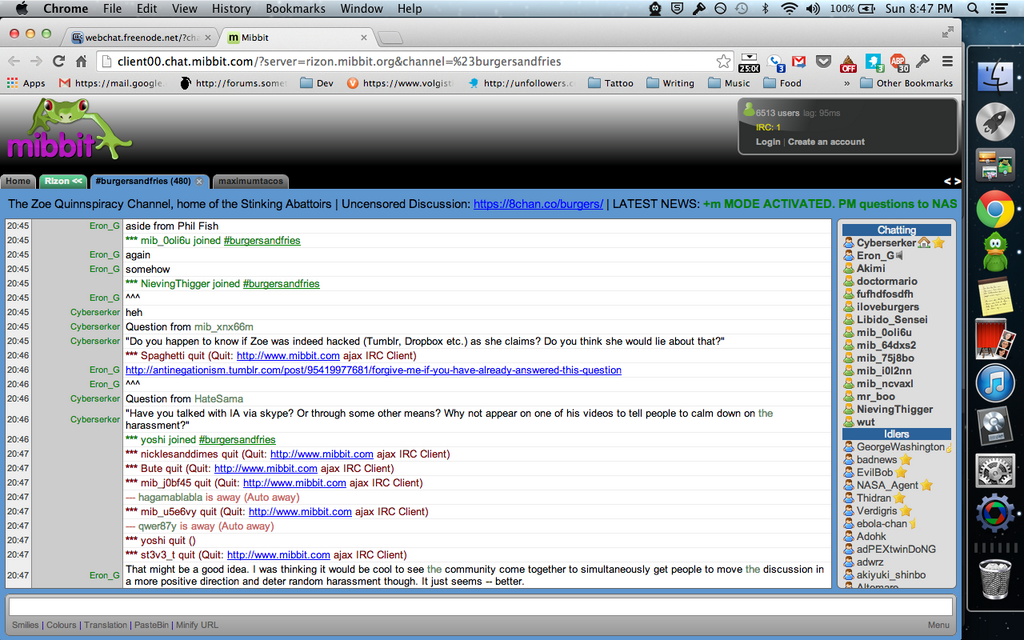 Chrome File Edit View History Bookmarks Window Help 100% Sun 8:47 PM
webchat.freenode.net/?cha × Mibbit ×
client00.chat.mibbit.com/?server=rizon.mibbit.org&channel=%23burgersandfries
Apps https://mail.google. http://forums.somet Dev https://www.volgist http://unfollowers.c Tattoo Writing Music Food » Other Bookmarks
mibbit
6513 users lag: 95ms
IRC: 1
Login | Create an account
Home Rizon << #burgersandfries (480) × maximumtacos < >
The Zoe Quinnspiracy Channel, home of the Stinking Abattoirs | Uncensored Discussion: https://8chan.co/burgers/ | LATEST NEWS: +m MODE ACTIVATED. PM questions to NAS
20:45 Eron_G aside from Phil Fish
20:45 *** mib_0oli6u joined #burgersandfries
20:45 Eron_G again
20:45 Eron_G somehow
20:45 *** NievingThigger joined #burgersandfries
20:45 Eron_G ^^^
20:45 Cyberserker heh
20:45 Cyberserker Question from mib_xnx66m
20:45 Cyberserker "Do you happen to know if Zoe was indeed hacked (Tumblr, Dropbox etc.) as she claims? Do you think she would lie about that?"
20:45 *** Spaghetti quit (Quit: http://www.mibbit.com ajax IRC Client)
20:46 Eron_G http://antinegationism.tumblr.com/post/95419977681/forgive-me-if-you-have-already-answered-this-question
20:46 Eron_G ^^^
20:46 Cyberserker Question from HateSama
20:46 Cyberserker "Have you talked with IA via skype? Or through some other means? Why not appear on one of his videos to tell people to calm down on the
harassment?"
20:46 *** yoshi joined #burgersandfries
20:47 *** nicklesanddimes quit (Quit: http://www.mibbit.com ajax IRC Client)
20:47 *** Bute quit (Quit: http://www.mibbit.com ajax IRC Client)
20:47 *** mib_j0bf45 quit (Quit: http://www.mibbit.com ajax IRC Client)
20:47 --- hagamablabla is away (Auto away)
20:47 *** mib_u5e6vy quit (Quit: http://www.mibbit.com ajax IRC Client)
20:47 --- qwer87y is away (Auto away)
20:47 *** yoshi quit ()
20:47 *** st3v3_t quit (Quit: http://www.mibbit.com ajax IRC Client)
20:47 Eron_G That might be a good idea. I was thinking it would be cool to see the community come together to simultaneously get people to move the discussion in
a more positive direction and deter random harassment though. It just seems -- better.
Chatting
Cyberserker
Eron_G
Akimi
doctormario
fufhdfosdfh
iloveburgers
Libido_Sensei
mib_0oli6u
mib_64dxs2
mib_75j8bo
mib_i0l2nn
mib_ncvaxl
mr_boo
NievingThigger
wut
Idlers
GeorgeWashington
badnews
EvilBob
NASA_Agent
Thidran
Verdigris
ebola-chan
Adohk
adPEXtwinDoNG
adwrz
akiyuki_shinbo
Altomare
Smilies | Colours | Translation | PasteBin | Minify URL Menu